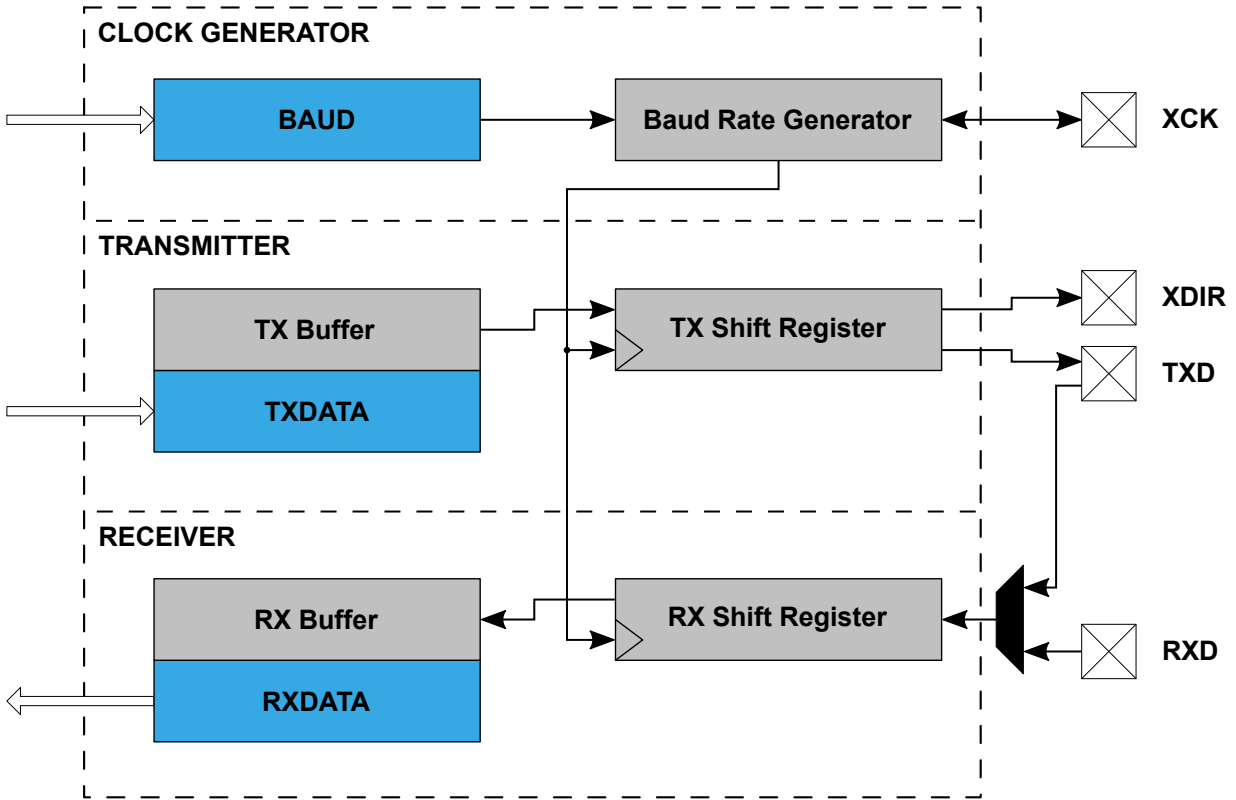 CLOCK GENERATOR
BAUD
Baud Rate Generator
XCK
TRANSMITTER
TX Buffer
TX Shift Register
XDIR
TXD
TXDATA
RECEIVER
RX Buffer
RX Shift Register
RXD
RXDATA